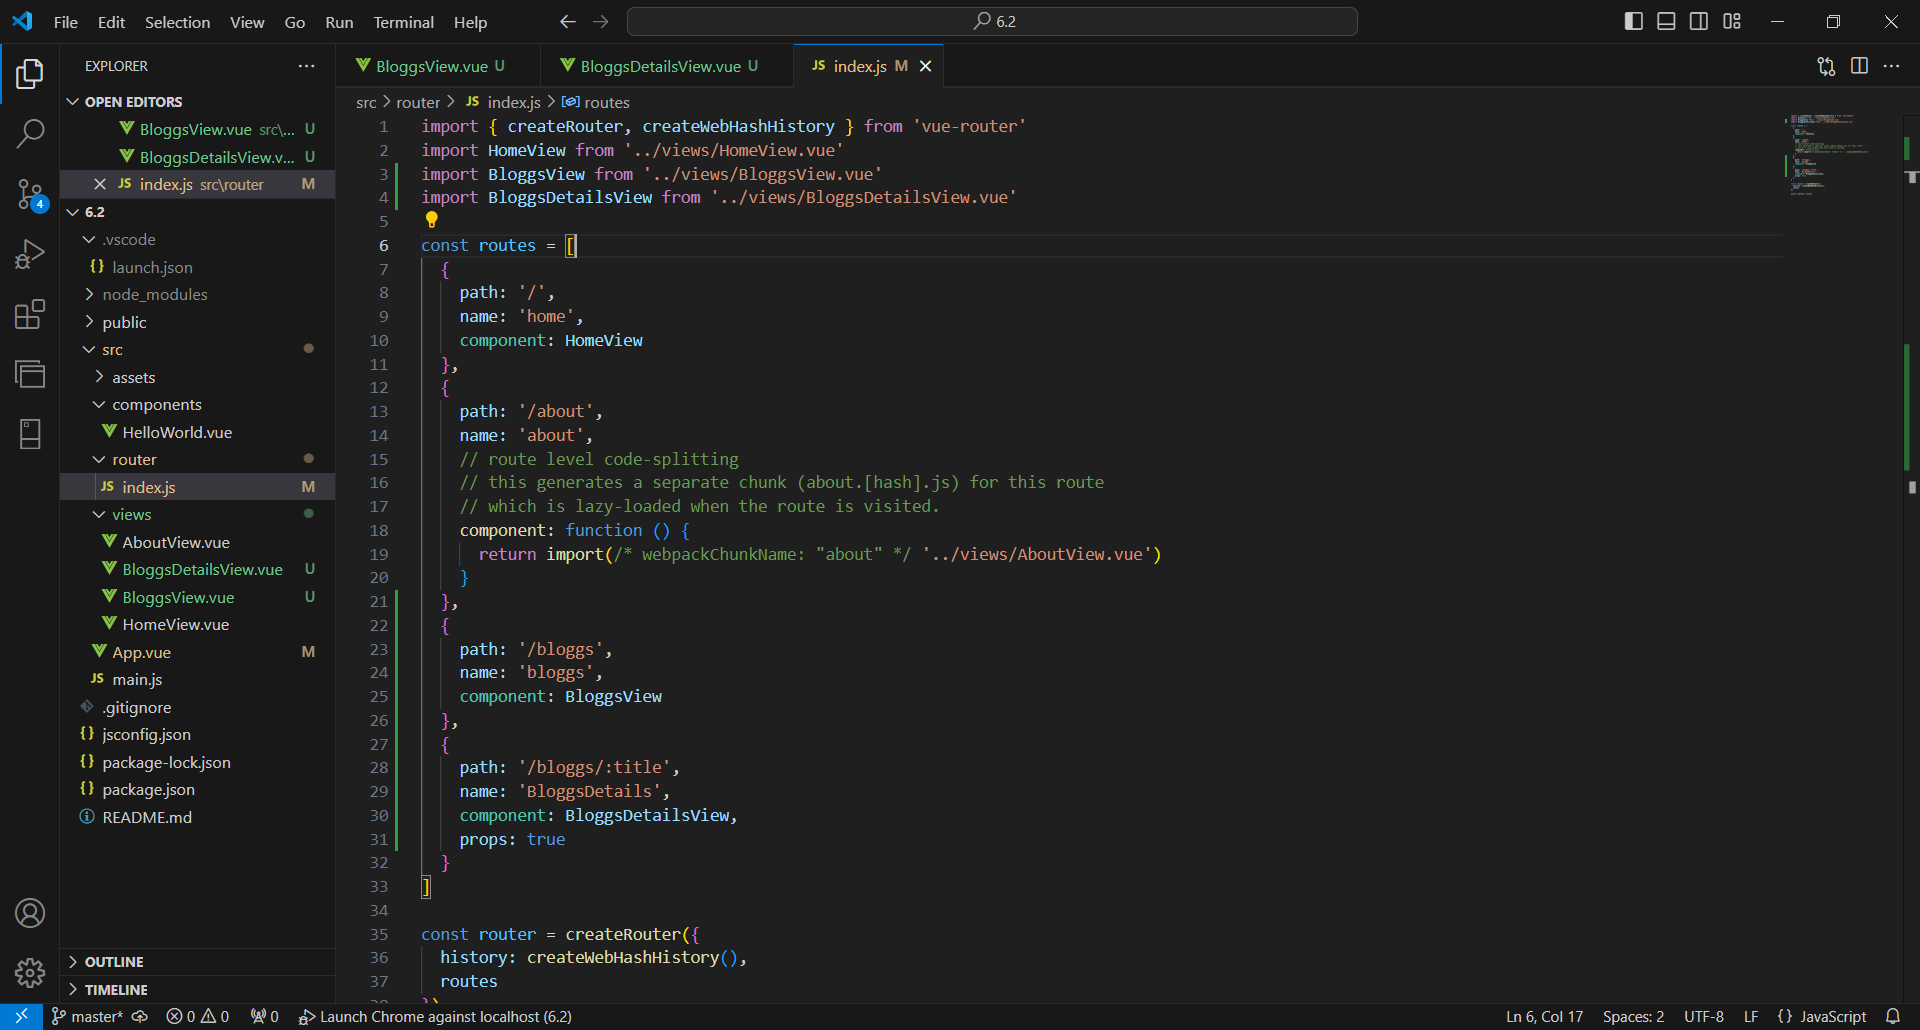 File Edit Selection View Go Run Terminal Help
6.2
EXPLORER
OPEN EDITORS
BloggsView.vue src\... U
BloggsDetailsView.v... U
JS index.js src\router M
6.2
.vscode
{} launch.json
node_modules
public
src
assets
components
HelloWorld.vue
router
JS index.js M
views
AboutView.vue
BloggsDetailsView.vue U
BloggsView.vue U
HomeView.vue
App.vue M
JS main.js
.gitignore
{} jsconfig.json
{} package-lock.json
{} package.json
README.md
OUTLINE
TIMELINE
4
BloggsView.vue U
BloggsDetailsView.vue U
JS index.js M
src > router > JS index.js > routes
1 import { createRouter, createWebHashHistory } from 'vue-router'
2 import HomeView from '../views/HomeView.vue'
3 import BloggsView from '../views/BloggsView.vue'
4 import BloggsDetailsView from '../views/BloggsDetailsView.vue'
5
6 const routes = [
7 {
8 path: '/',
9 name: 'home',
10 component: HomeView
11 },
12 {
13 path: '/about',
14 name: 'about',
15 // route level code-splitting
16 // this generates a separate chunk (about.[hash].js) for this route
17 // which is lazy-loaded when the route is visited.
18 component: function () {
19 return import(/* webpackChunkName: "about" */ '../views/AboutView.vue')
20 }
21 },
22 {
23 path: '/bloggs',
24 name: 'bloggs',
25 component: BloggsView
26 },
27 {
28 path: '/bloggs/:title',
29 name: 'BloggsDetails',
30 component: BloggsDetailsView,
31 props: true
32 }
33 ]
34
35 const router = createRouter({
36 history: createWebHashHistory(),
37 routes
38 })
master* 0 0 0 Launch Chrome against localhost (6.2)
Ln 6, Col 17 Spaces: 2 UTF-8 LF {} JavaScript